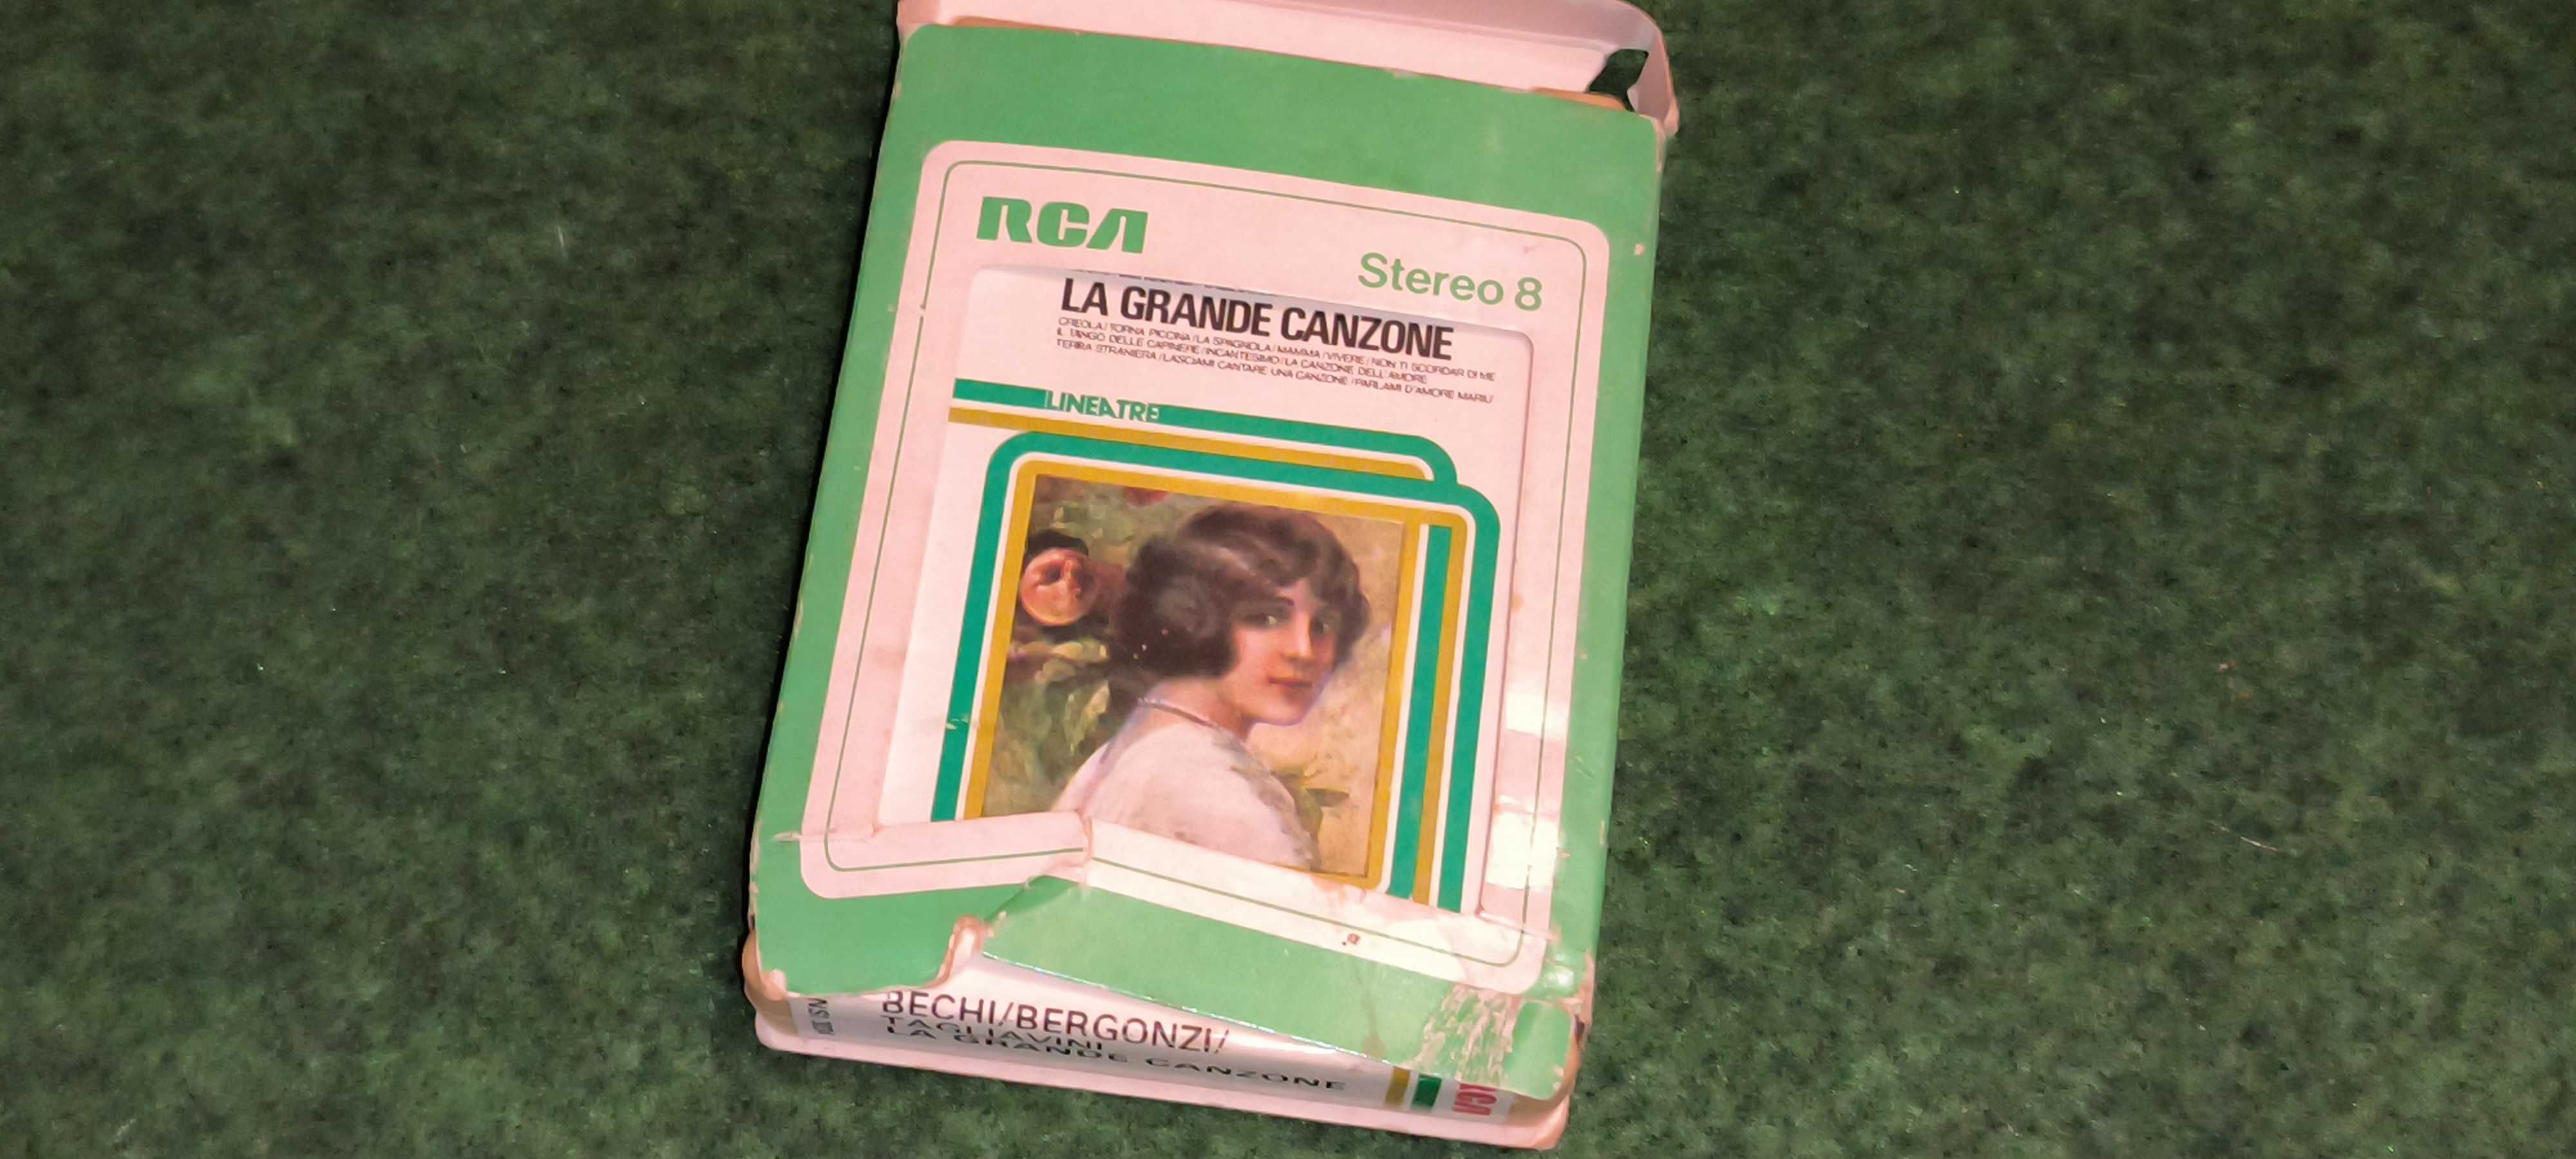 RCA
Stereo 8
LA GRANDE CANZONE
CREOLA / TORNA PICCINA / LA SPAGNOLA / MAMMA / VIVERE / NON TI SCORDAR DI ME
IL TANGO DELLE CAPINERE / INCANTESIMO / LA CANZONE DELL'AMORE
TERRA STRANIERA / LASCIAMI CANTARE UNA CANZONE / PARLAMI D'AMORE MARIU'
LINEATRE
BECHI/BERGONZI/
TAGLIAVINI
LA GRANDE CANZONE
RCA